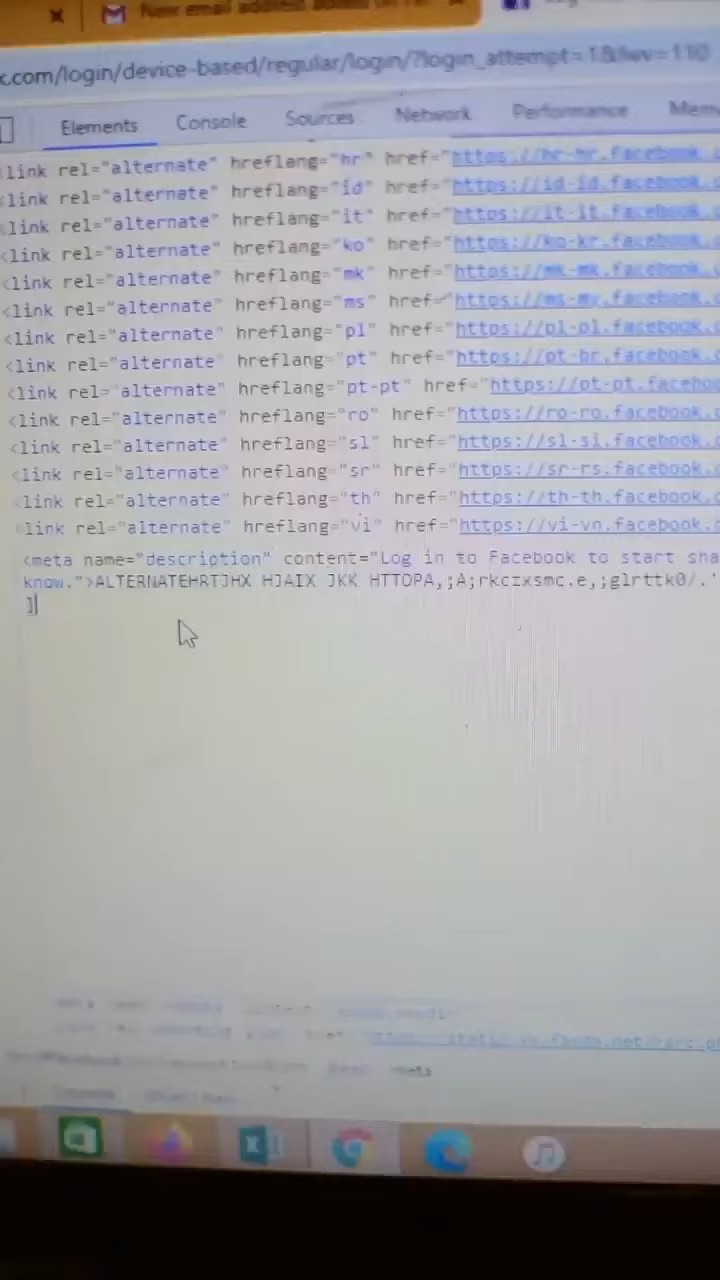 New email address added on
c.com/login/device-based/regular/login/?login_attempt=1&lwv=110
Elements Console Sources Network Performance Mem
<link rel="alternate" hreflang="hr" href="https://hr-hr.facebook.c
<link rel="alternate" hreflang="id" href="https://id-id.facebook.c
<link rel="alternate" hreflang="it" href="https://it-it.facebook.c
<link rel="alternate" hreflang="ko" href="https://ko-kr.facebook.c
<link rel="alternate" hreflang="mk" href="https://mk-mk.facebook.c
<link rel="alternate" hreflang="ms" href="https://ms-my.facebook.c
<link rel="alternate" hreflang="pl" href="https://pl-pl.facebook.c
<link rel="alternate" hreflang="pt" href="https://pt-br.facebook.c
<link rel="alternate" hreflang="pt-pt" href="https://pt-pt.faceboo
<link rel="alternate" hreflang="ro" href="https://ro-ro.facebook.c
<link rel="alternate" hreflang="sl" href="https://sl-si.facebook.c
<link rel="alternate" hreflang="sr" href="https://sr-rs.facebook.c
<link rel="alternate" hreflang="th" href="https://th-th.facebook.c
<link rel="alternate" hreflang="vi" href="https://vi-vn.facebook.c
<meta name="description" content="Log in to Facebook to start sha
know.">ALTERNATEHRTJHX HJAIX JKK HTTOPA,;A;rkczxsmc.e,;glrttk0/.'
]
meta